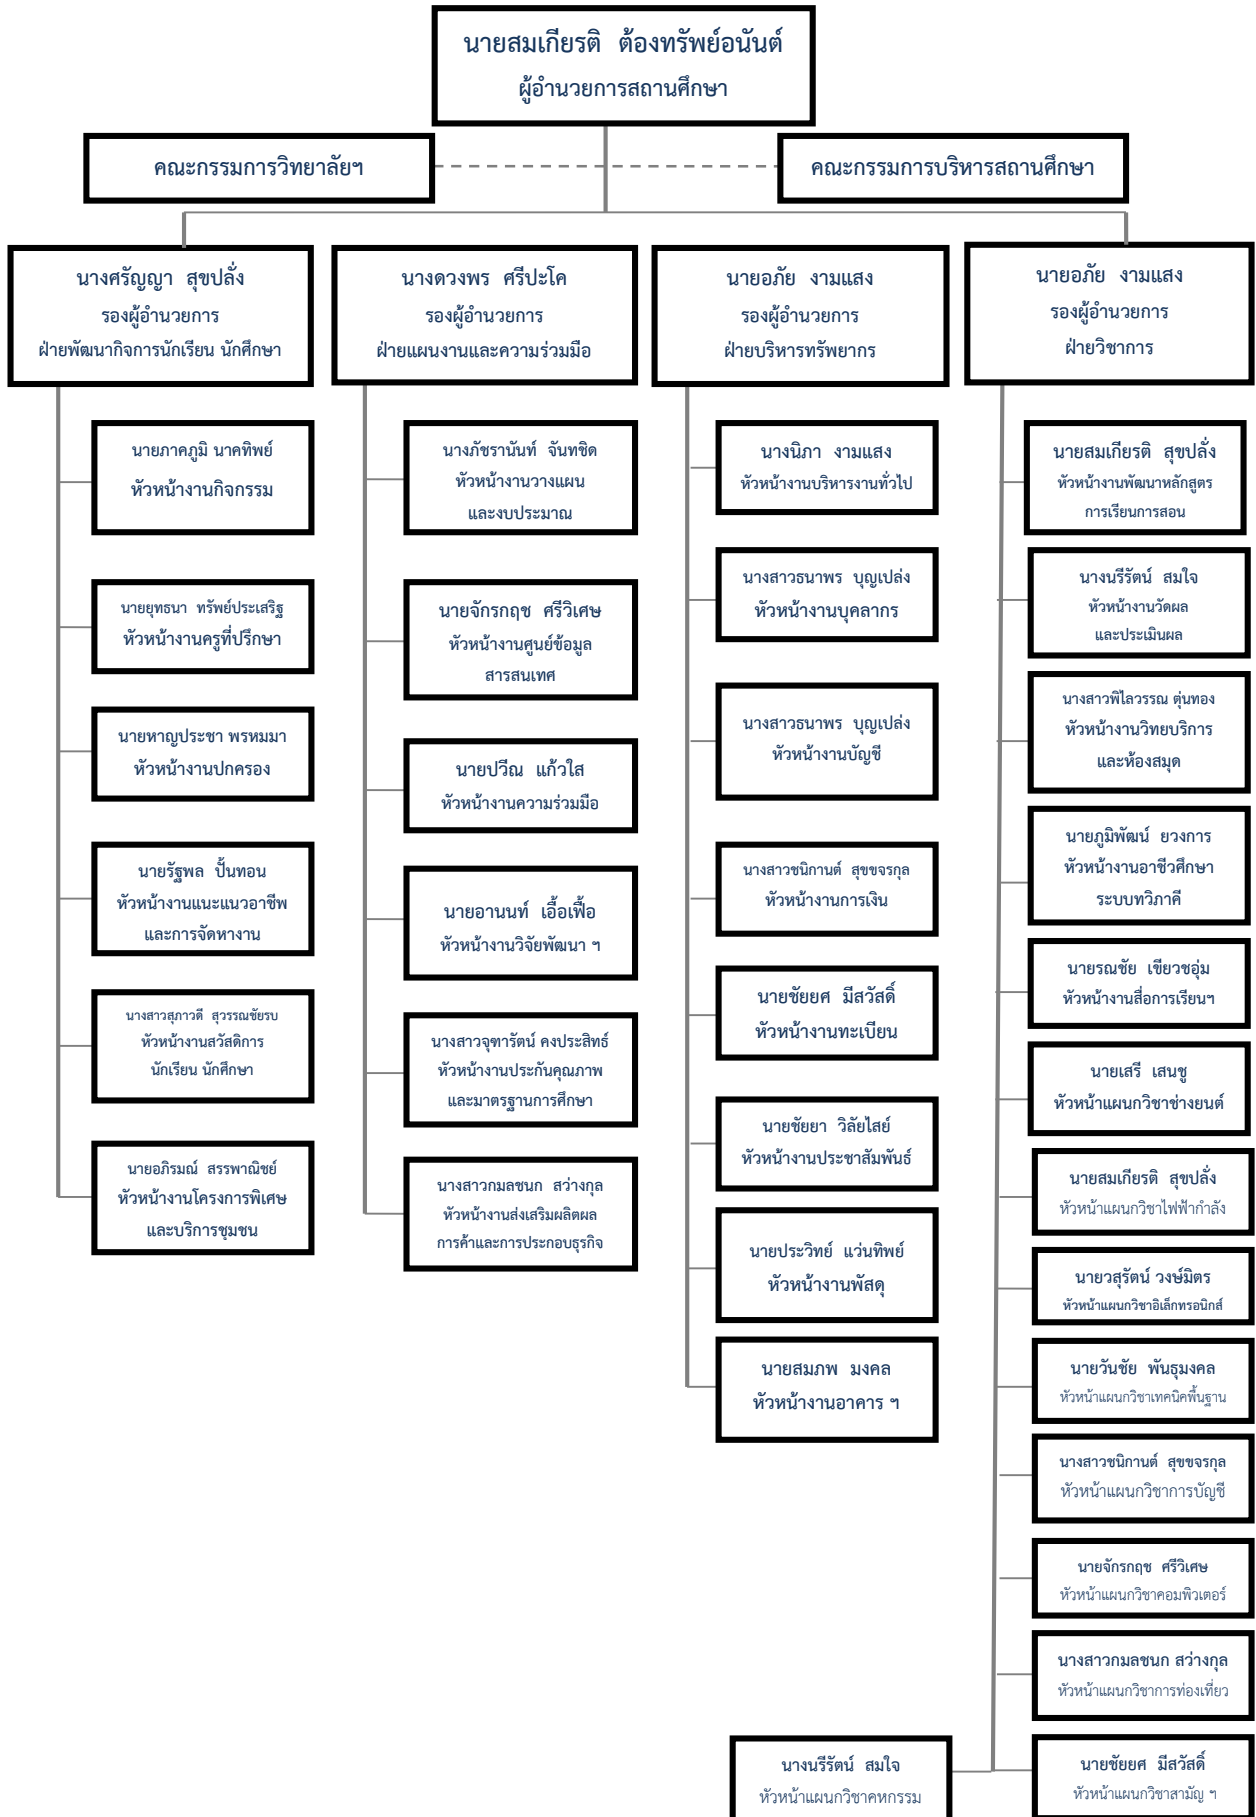 นายสมเกียรติ  ต้องทรัพย์อนันต์
ผู้อำนวยการสถานศึกษา
คณะกรรมการวิทยาลัยฯ
คณะกรรมการบริหารสถานศึกษา
นางศรัญญา  สุขปลั่ง
รองผู้อำนวยการ
ฝ่ายพัฒนากิจการนักเรียน นักศึกษา
นางดวงพร  ศรีปะโค
รองผู้อำนวยการ
ฝ่ายแผนงานและความร่วมมือ
นายอภัย  งามแสง
รองผู้อำนวยการ
ฝ่ายบริหารทรัพยากร
นายอภัย  งามแสง
รองผู้อำนวยการ
ฝ่ายวิชาการ
นายภาคภูมิ นาคทิพย์
หัวหน้างานกิจกรรม
นายยุทธนา  ทรัพย์ประเสริฐ
หัวหน้างานครูที่ปรึกษา
นายหาญประชา พรหมมา
หัวหน้างานปกครอง
นายรัฐพล  ปั้นทอน
หัวหน้างานแนะแนวอาชีพ
และการจัดหางาน
นางสาวสุภาวดี  สุวรรณชัยรบ
หัวหน้างานสวัสดิการ
นักเรียน นักศึกษา
นายอภิรมณ์  สรรพาณิชย์
หัวหน้างานโครงการพิเศษ
และบริการชุมชน
นางภัชรานันท์  จันทชิด
หัวหน้างานวางแผน
และงบประมาณ
นายจักรกฤช  ศรีวิเศษ
หัวหน้างานศูนย์ข้อมูล
สารสนเทศ
นายปวีณ  แก้วใส
หัวหน้างานความร่วมมือ
นายอานนท์  เอื้อเฟื้อ
หัวหน้างานวิจัยพัฒนา ฯ
นางสาวจุฑารัตน์ คงประสิทธ์
หัวหน้างานประกันคุณภาพ
และมาตรฐานการศึกษา
นางสาวกมลชนก  สว่างกุล
หัวหน้างานส่งเสริมผลิตผล
การค้าและการประกอบธุรกิจ
นางนิภา  งามแสง
หัวหน้างานบริหารงานทั่วไป
นางสาวธนาพร  บุญเปล่ง
หัวหน้างานบุคลากร
นางสาวธนาพร  บุญเปล่ง
หัวหน้างานบัญชี
นางสาวชนิกานต์  สุขขจรกุล
หัวหน้างานการเงิน
นายชัยยศ  มีสวัสดิ์
หัวหน้างานทะเบียน
นายชัยยา  วิลัยไสย์
หัวหน้างานประชาสัมพันธ์
นายประวิทย์  แว่นทิพย์
หัวหน้างานพัสดุ
นายสมภพ  มงคล
หัวหน้างานอาคาร ฯ
นายสมเกียรติ  สุขปลั่ง
หัวหน้างานพัฒนาหลักสูตร
การเรียนการสอน
นางนรีรัตน์  สมใจ
หัวหน้างานวัดผล
และประเมินผล
นางสาวพิไลวรรณ ตุ่นทอง
หัวหน้างานวิทยบริการ
และห้องสมุด
นายภูมิพัฒน์  ยวงการ
หัวหน้างานอาชีวศึกษา
ระบบทวิภาคี
นายรณชัย  เขียวชอุ่ม
หัวหน้างานสื่อการเรียนฯ
นายเสรี  เสนชู
หัวหน้าแผนกวิชาช่างยนต์
นายสมเกียรติ  สุขปลั่ง
หัวหน้าแผนกวิชาไฟฟ้ากำลัง
นายวสุรัตน์ วงษ์มิตร
หัวหน้าแผนกวิชาอิเล็กทรอนิกส์
นายวันชัย  พันธุมงคล
หัวหน้าแผนกวิชาเทคนิคพื้นฐาน
นางสาวชนิกานต์  สุขขจรกุล
หัวหน้าแผนกวิชาการบัญชี
นายจักรกฤช  ศรีวิเศษ
หัวหน้าแผนกวิชาคอมพิวเตอร์
นางสาวกมลชนก สว่างกุล
หัวหน้าแผนกวิชาการท่องเที่ยว
นางนรีรัตน์  สมใจ
หัวหน้าแผนกวิชาคหกรรม
นายชัยยศ  มีสวัสดิ์
หัวหน้าแผนกวิชาสามัญ ฯ